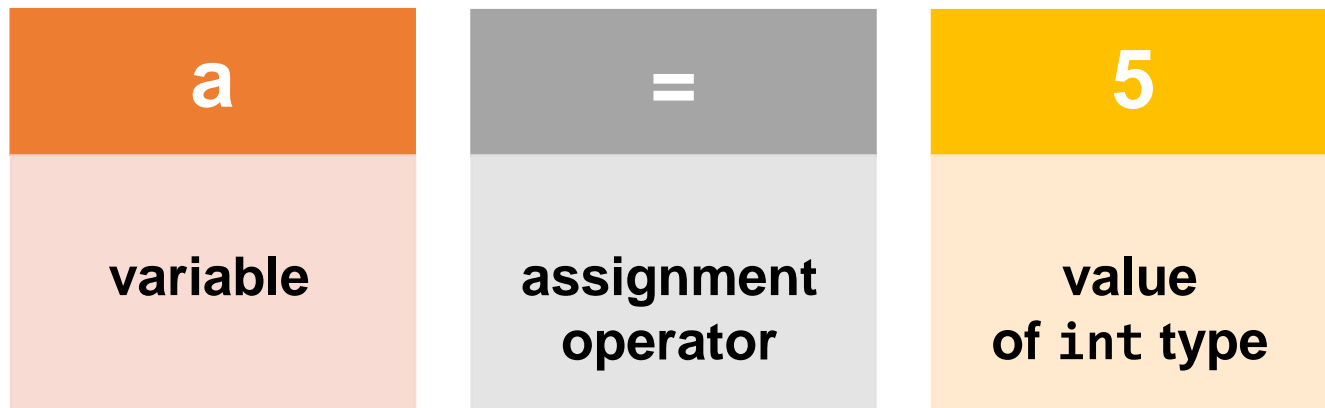 a = 5
variable
assignment
operator
value
of int type